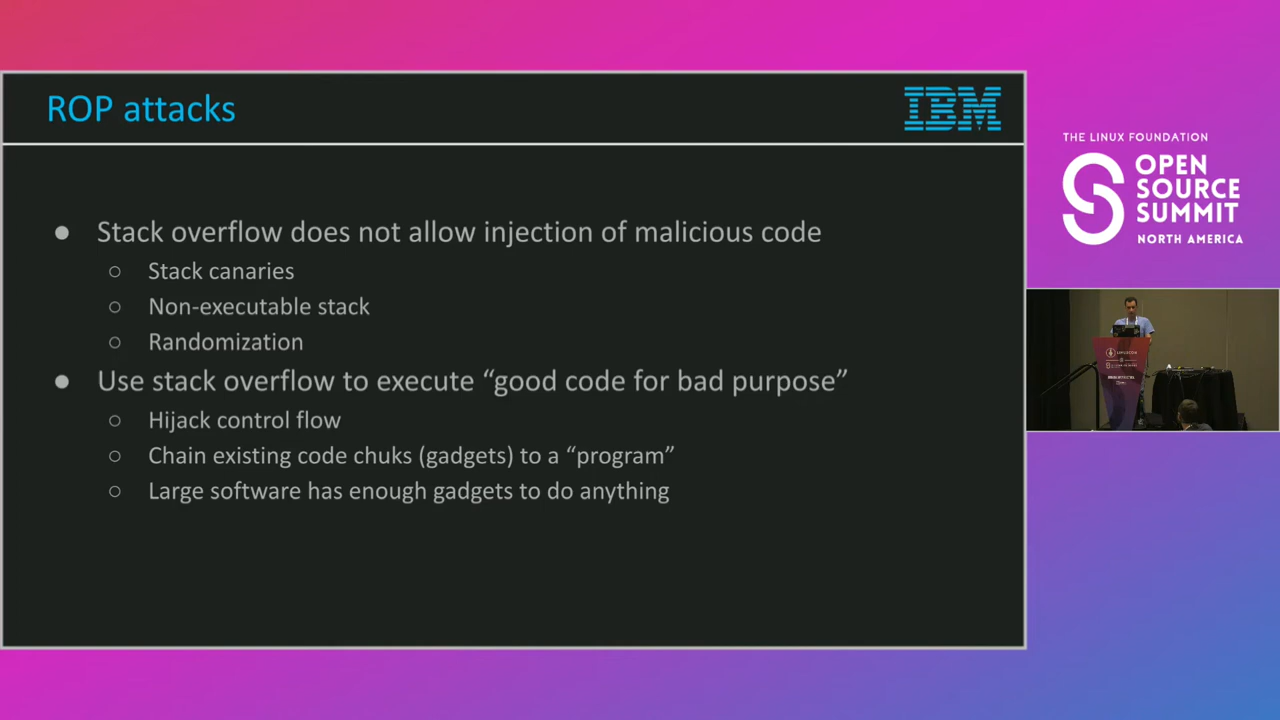 ROP attacks
IBM
● Stack overflow does not allow injection of malicious code
○ Stack canaries
○ Non-executable stack
○ Randomization
● Use stack overflow to execute “good code for bad purpose”
○ Hijack control flow
○ Chain existing code chuks (gadgets) to a “program”
○ Large software has enough gadgets to do anything
THE LINUX FOUNDATION
OPEN
SOURCE
SUMMIT
NORTH AMERICA